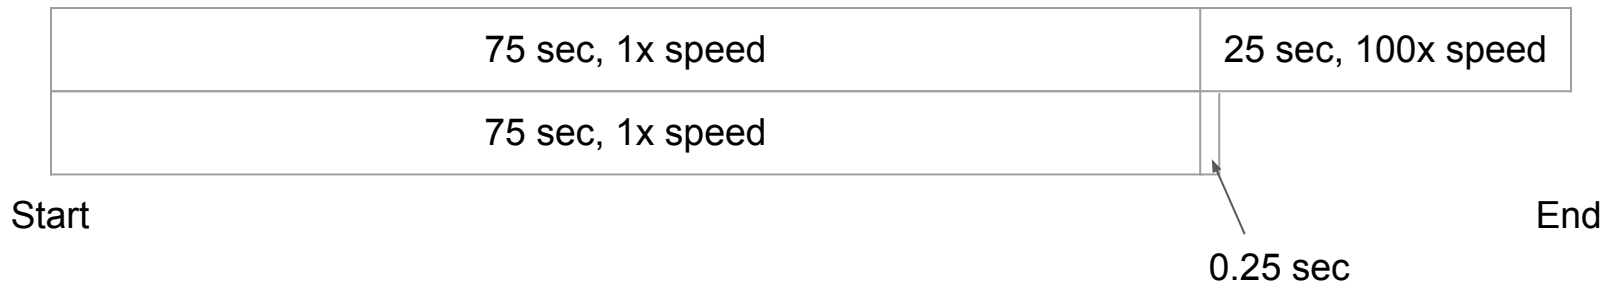 75 sec, 1x speed
25 sec, 100x speed
75 sec, 1x speed
Start
End
0.25 sec